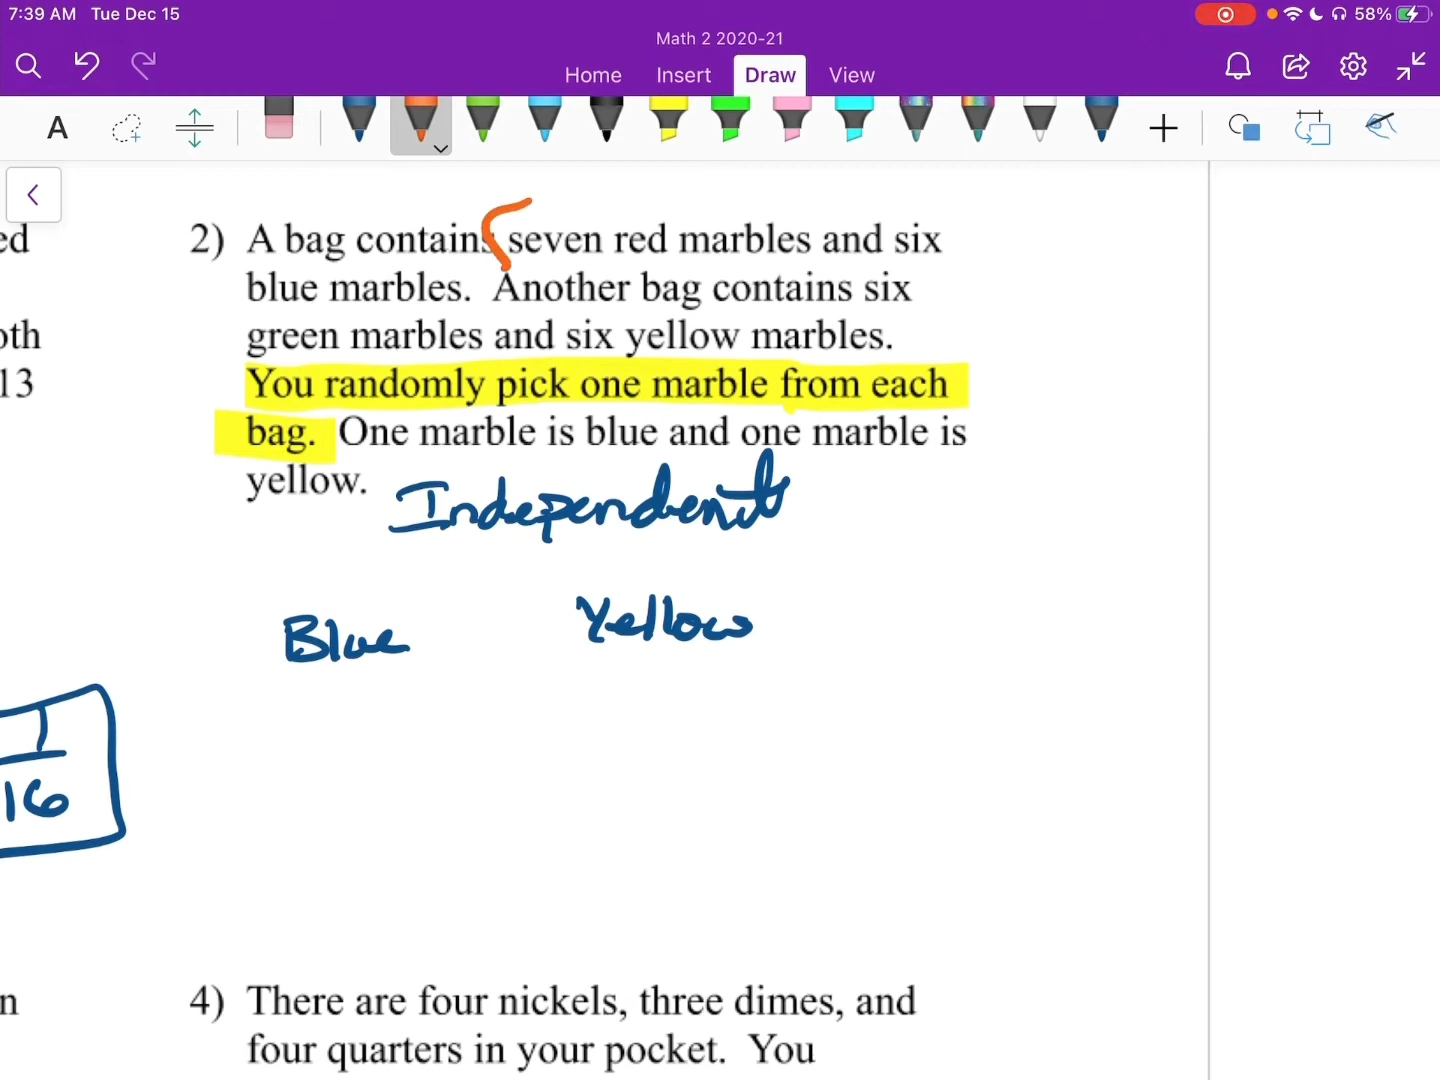 7:39 AM Tue Dec 15
58%
Math 2 2020-21
Home Insert Draw View
A
ed
2) A bag contains seven red marbles and six
blue marbles. Another bag contains six
oth
green marbles and six yellow marbles.
13
You randomly pick one marble from each
bag. One marble is blue and one marble is
yellow.
Independent
Blue Yellow
1
16
n
4) There are four nickels, three dimes, and
four quarters in your pocket. You